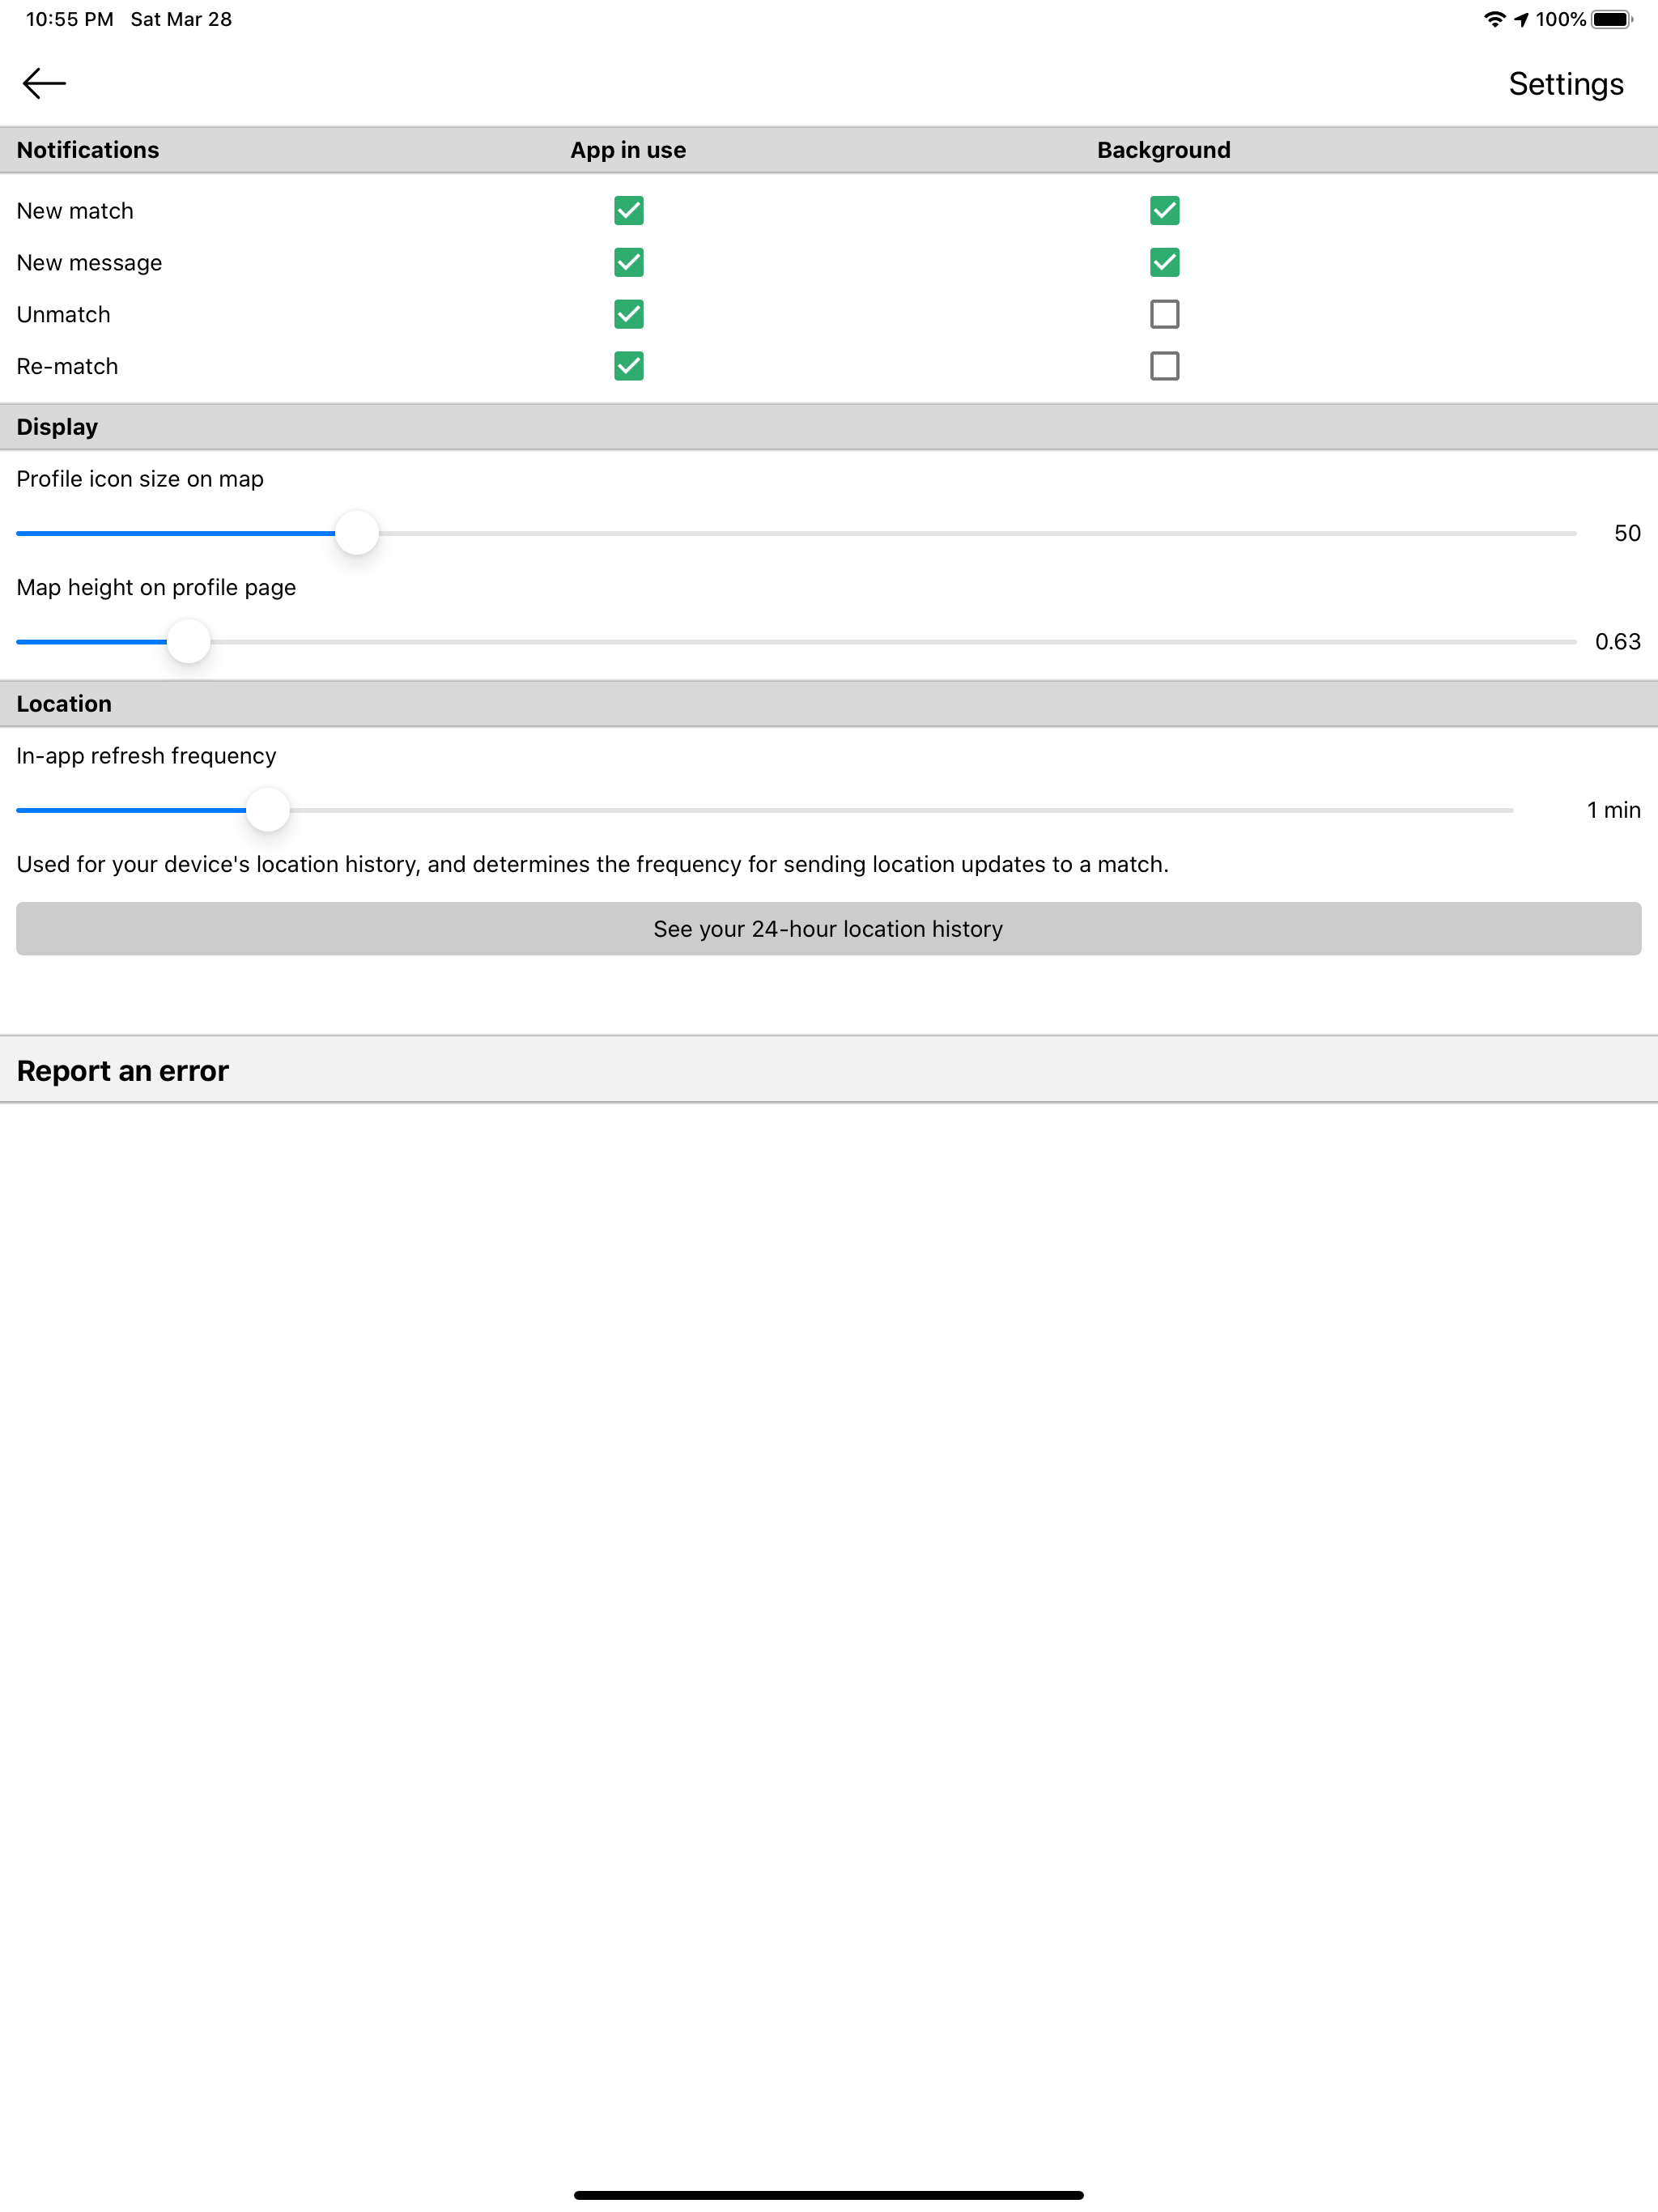 10:55 PM Sat Mar 28 100%
Settings
Notifications App in use Background
New match
New message
Unmatch
Re-match
Display
Profile icon size on map
50
Map height on profile page
0.63
Location
In-app refresh frequency
1 min
Used for your device's location history, and determines the frequency for sending location updates to a match.
See your 24-hour location history
Report an error